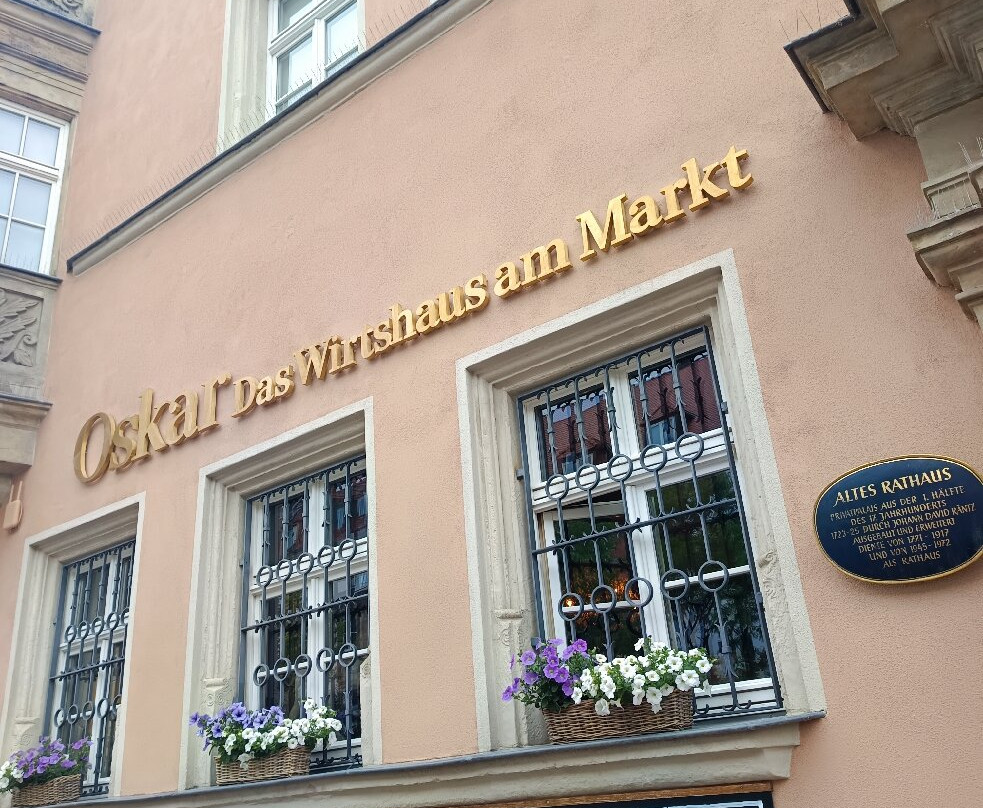 Oskar Das Wirtshaus am Markt
ALTES RATHAUS
PRIVATPALAIS AUS DER 1. HÄLFTE
DES 17. JAHRHUNDERTS
1723-25 DURCH JOHANN DAVID RÄNTZ
AUSGEBAUT UND ERWEITERT
DIENTE VON 1721 - 1917
UND VON 1945 - 1972
ALS RATHAUS